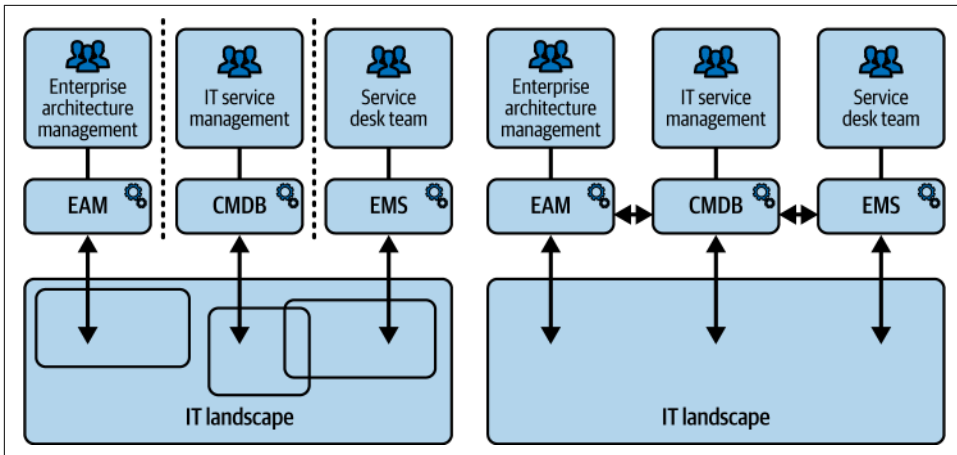 Enterprise
architecture
management
IT service
management
Service
desk team
EAM
CMDB
EMS
IT landscape
Enterprise
architecture
management
IT service
management
Service
desk team
EAM
CMDB
EMS
IT landscape